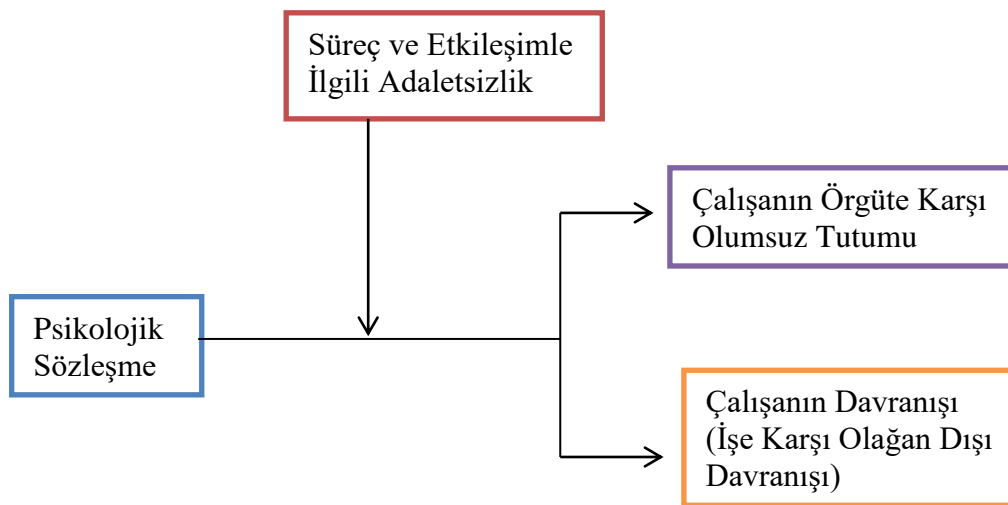 Süreç ve Etkileşimle
İlgili Adaletsizlik
Çalışanın Örgüte Karşı
Olumsuz Tutumu
Psikolojik
Sözleşme
Çalışanın Davranışı
(İşe Karşı Olağan Dışı
Davranışı)